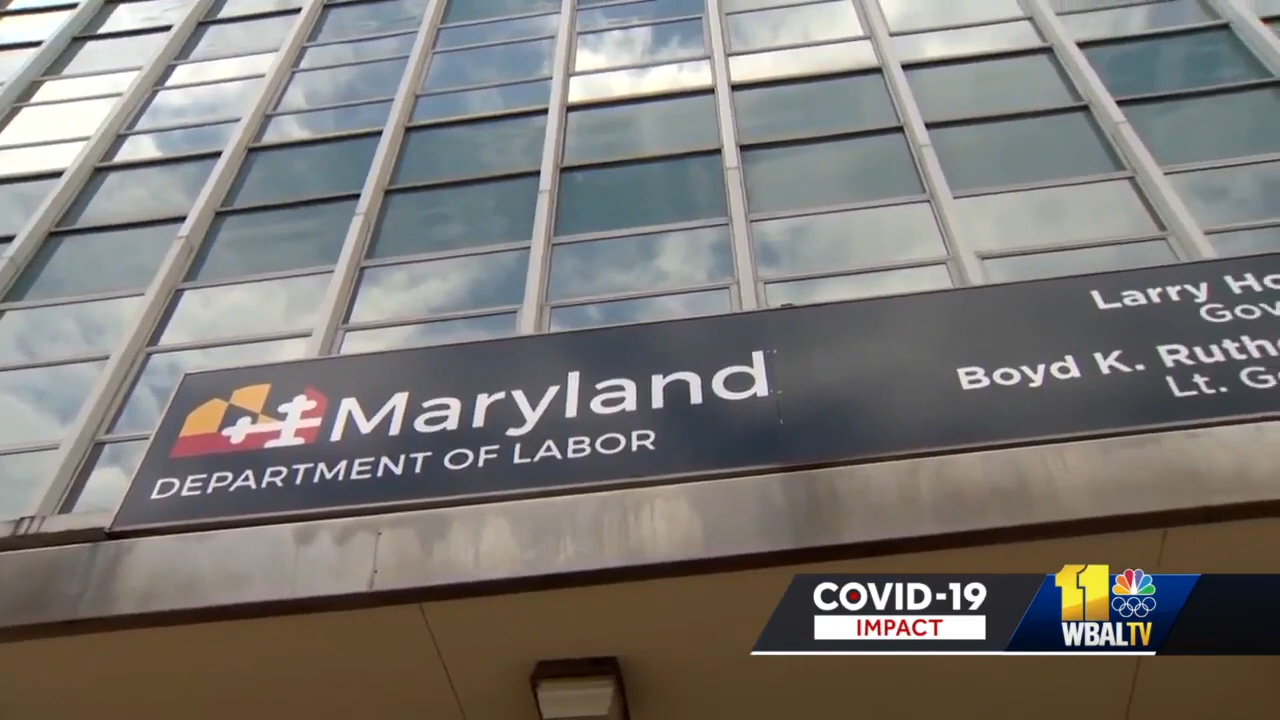 Maryland
DEPARTMENT OF LABOR
Larry
Boyd K.
Lt.
COVID-19
IMPACT
11
WBALTV